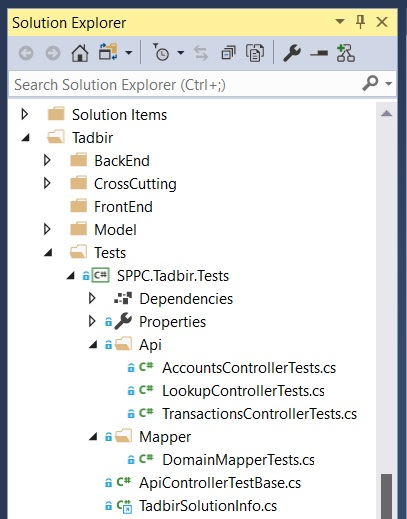 Solution Explorer
Search Solution Explorer (Ctrl+;)
Solution Items
Tadbir
BackEnd
CrossCutting
FrontEnd
Model
Tests
C# SPPC.Tadbir.Tests
Dependencies
Properties
Api
C# AccountsControllerTests.cs
C# LookupControllerTests.cs
C# TransactionsControllerTests.cs
Mapper
C# DomainMapperTests.cs
C# ApiControllerTestBase.cs
C# TadbirSolutionInfo.cs